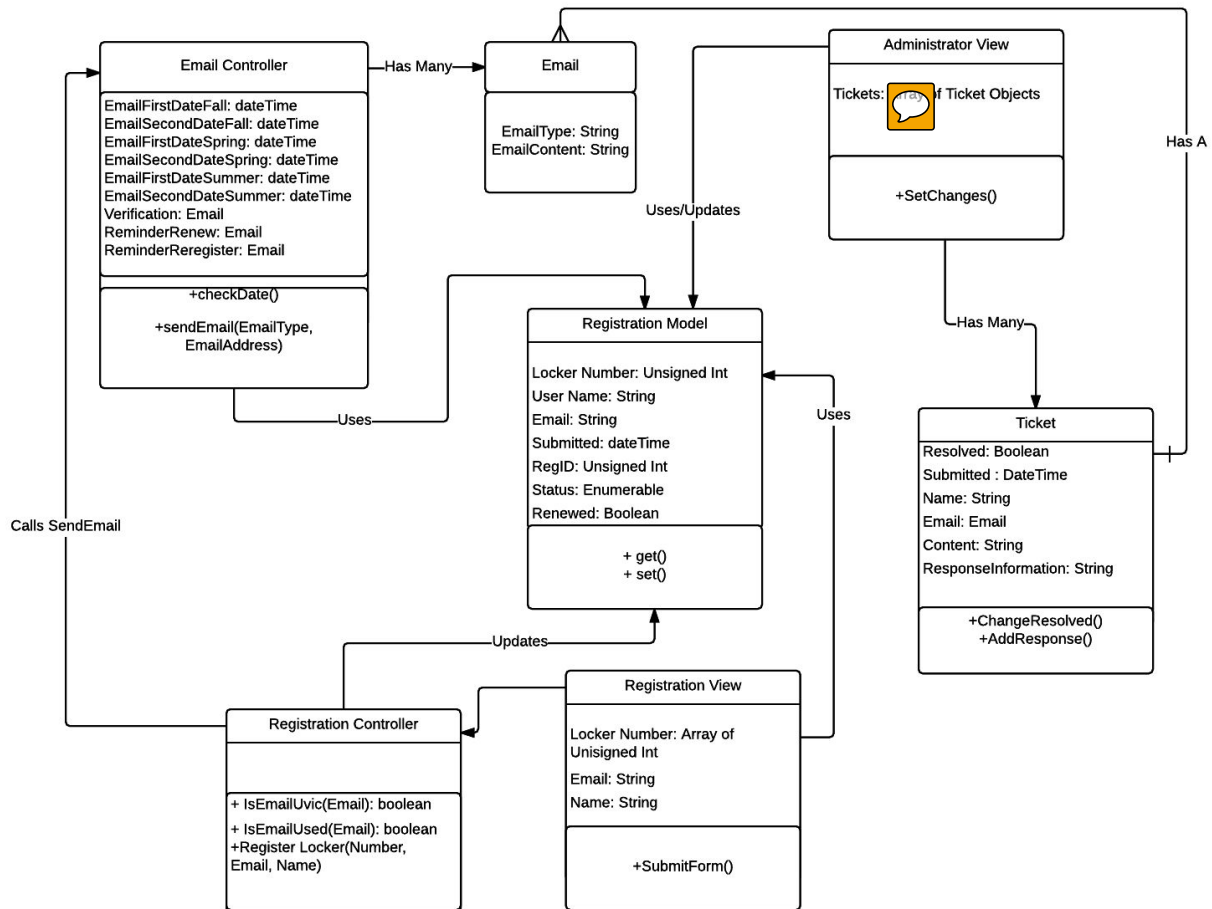 Email Controller
EmailFirstDateFall: dateTime
EmailSecondDateFall: dateTime
EmailFirstDateSpring: dateTime
EmailSecondDateSpring: dateTime
EmailFirstDateSummer: dateTime
EmailSecondDateSummer: dateTime
Verification: Email
ReminderRenew: Email
ReminderReregister: Email
+checkDate()
+sendEmail(EmailType,
EmailAddress)
Has Many
Email
EmailType: String
EmailContent: String
Administrator View
Tickets: Array of Ticket Objects
+SetChanges()
Has A
Uses/Updates
Has Many
Uses
Registration Model
Locker Number: Unsigned Int
User Name: String
Email: String
Submitted: dateTime
RegID: Unsigned Int
Status: Enumerable
Renewed: Boolean
+ get()
+ set()
Uses
Ticket
Resolved: Boolean
Submitted : DateTime
Name: String
Email: Email
Content: String
ResponseInformation: String
+ChangeResolved()
+AddResponse()
Calls SendEmail
Updates
Registration Controller
+ IsEmailUvic(Email): boolean
+ IsEmailUsed(Email): boolean
+Register Locker(Number,
Email, Name)
Registration View
Locker Number: Array of
Unisigned Int
Email: String
Name: String
+SubmitForm()